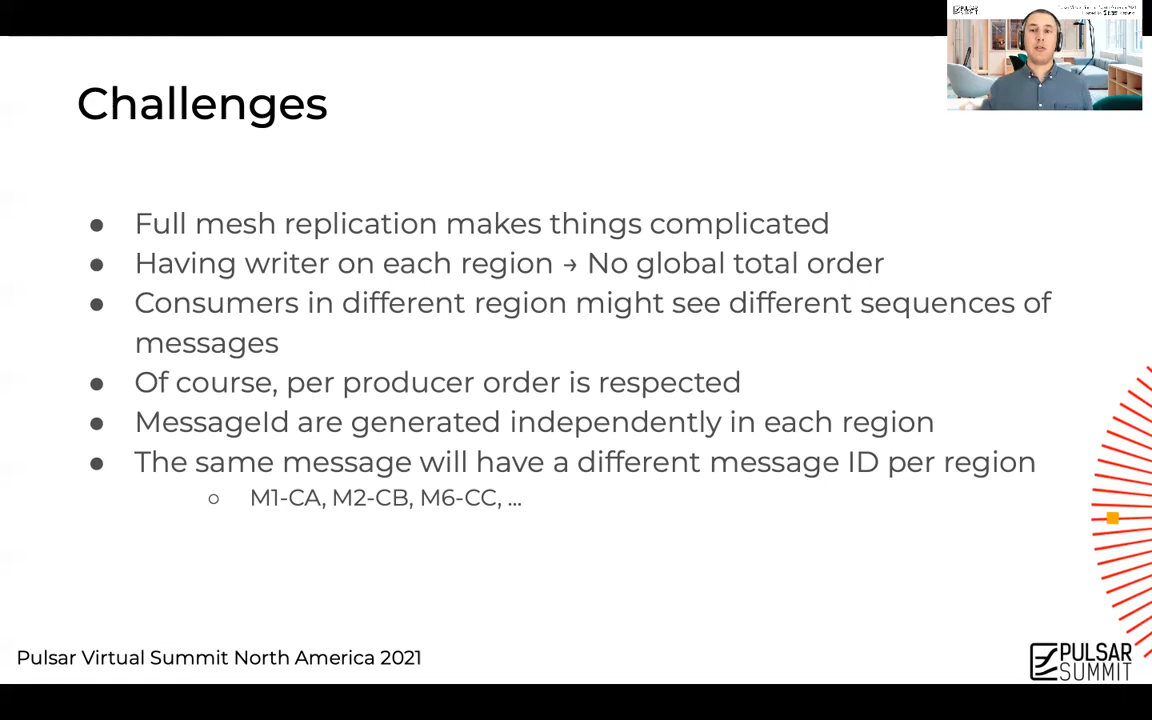 Challenges
● Full mesh replication makes things complicated
● Having writer on each region → No global total order
● Consumers in different region might see different sequences of
messages
● Of course, per producer order is respected
● MessageId are generated independently in each region
● The same message will have a different message ID per region
○ M1-CA, M2-CB, M6-CC, ...
Pulsar Virtual Summit North America 2021
PULSAR
SUMMIT